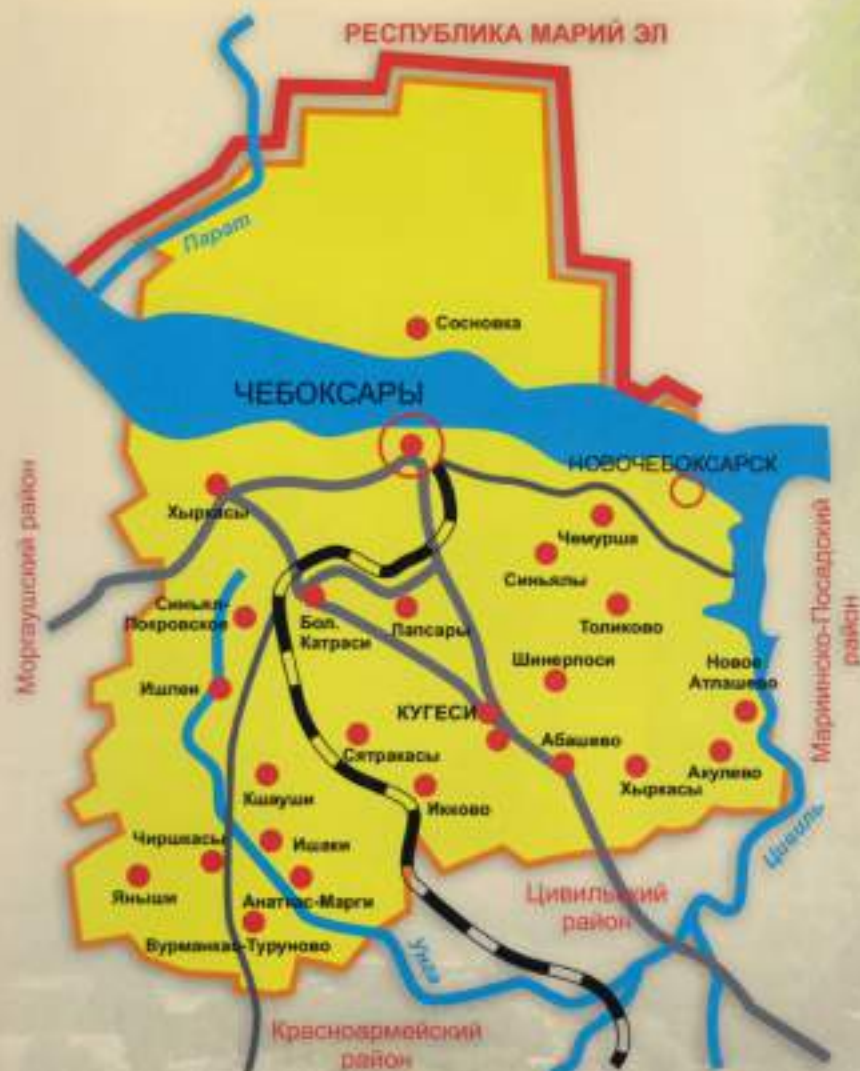 РЕСПУБЛИКА МАРИЙ ЭЛ
Парат
Сосновка
ЧЕБОКСАРЫ
НОВОЧЕБОКСАРСК
Хыркасы
Чемурша
Синьялы
Синьял-
Покровское
Бол.
Катраси
Лапсары
Толиково
Моргаушский район
Мариинско-Посадский
район
Шинерпоси
Новое
Атлашево
Ишлеи
КУГЕСИ
Абашево
Сятракасы
Хыркасы
Акулево
Кшауши
Икково
Чиршкасы
Ишаки
Цивиль
Яныши
Анаткас-Марги
Цивильский
район
Вурманкас-Туруново
Унга
Красноармейский
район